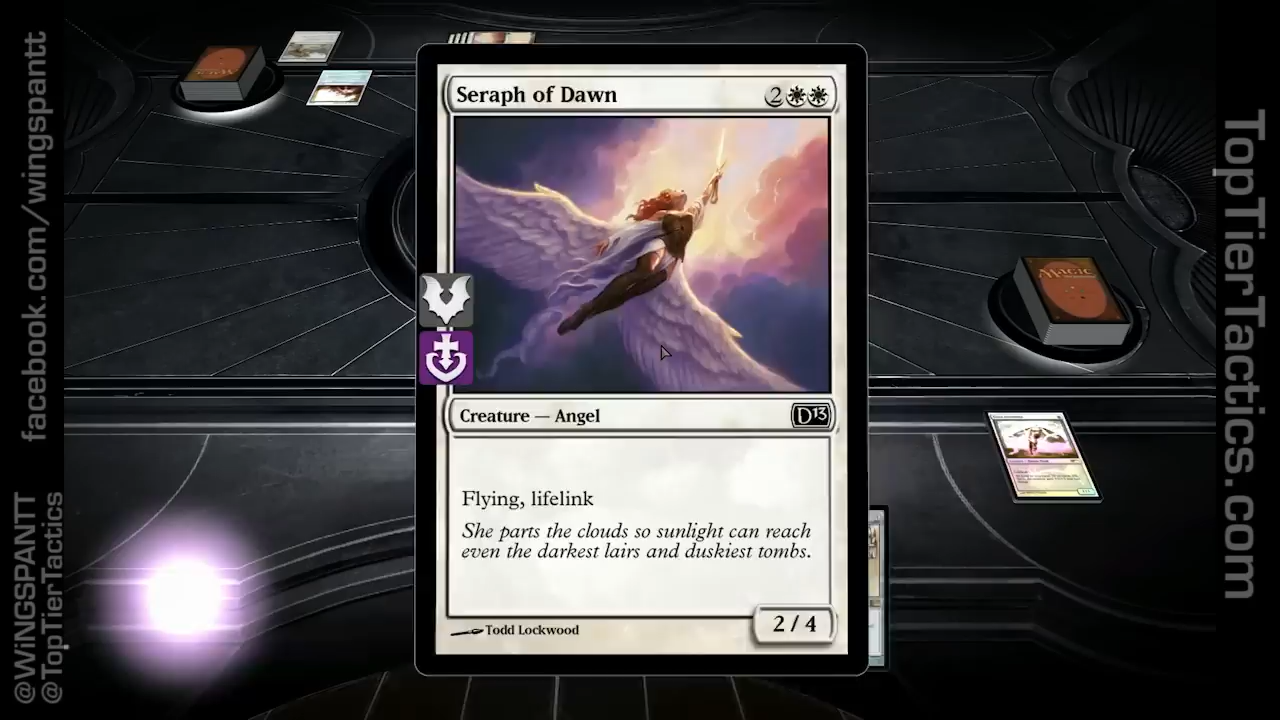 facebook.com/wingspantt
@WiNGSPANTT
@TopTierTactics
TopTierTactics.com
Seraph of Dawn
2
Creature — Angel
D13
Flying, lifelink
She parts the clouds so sunlight can reach
even the darkest lairs and duskiest tombs.
Todd Lockwood
2 / 4
MAGIC